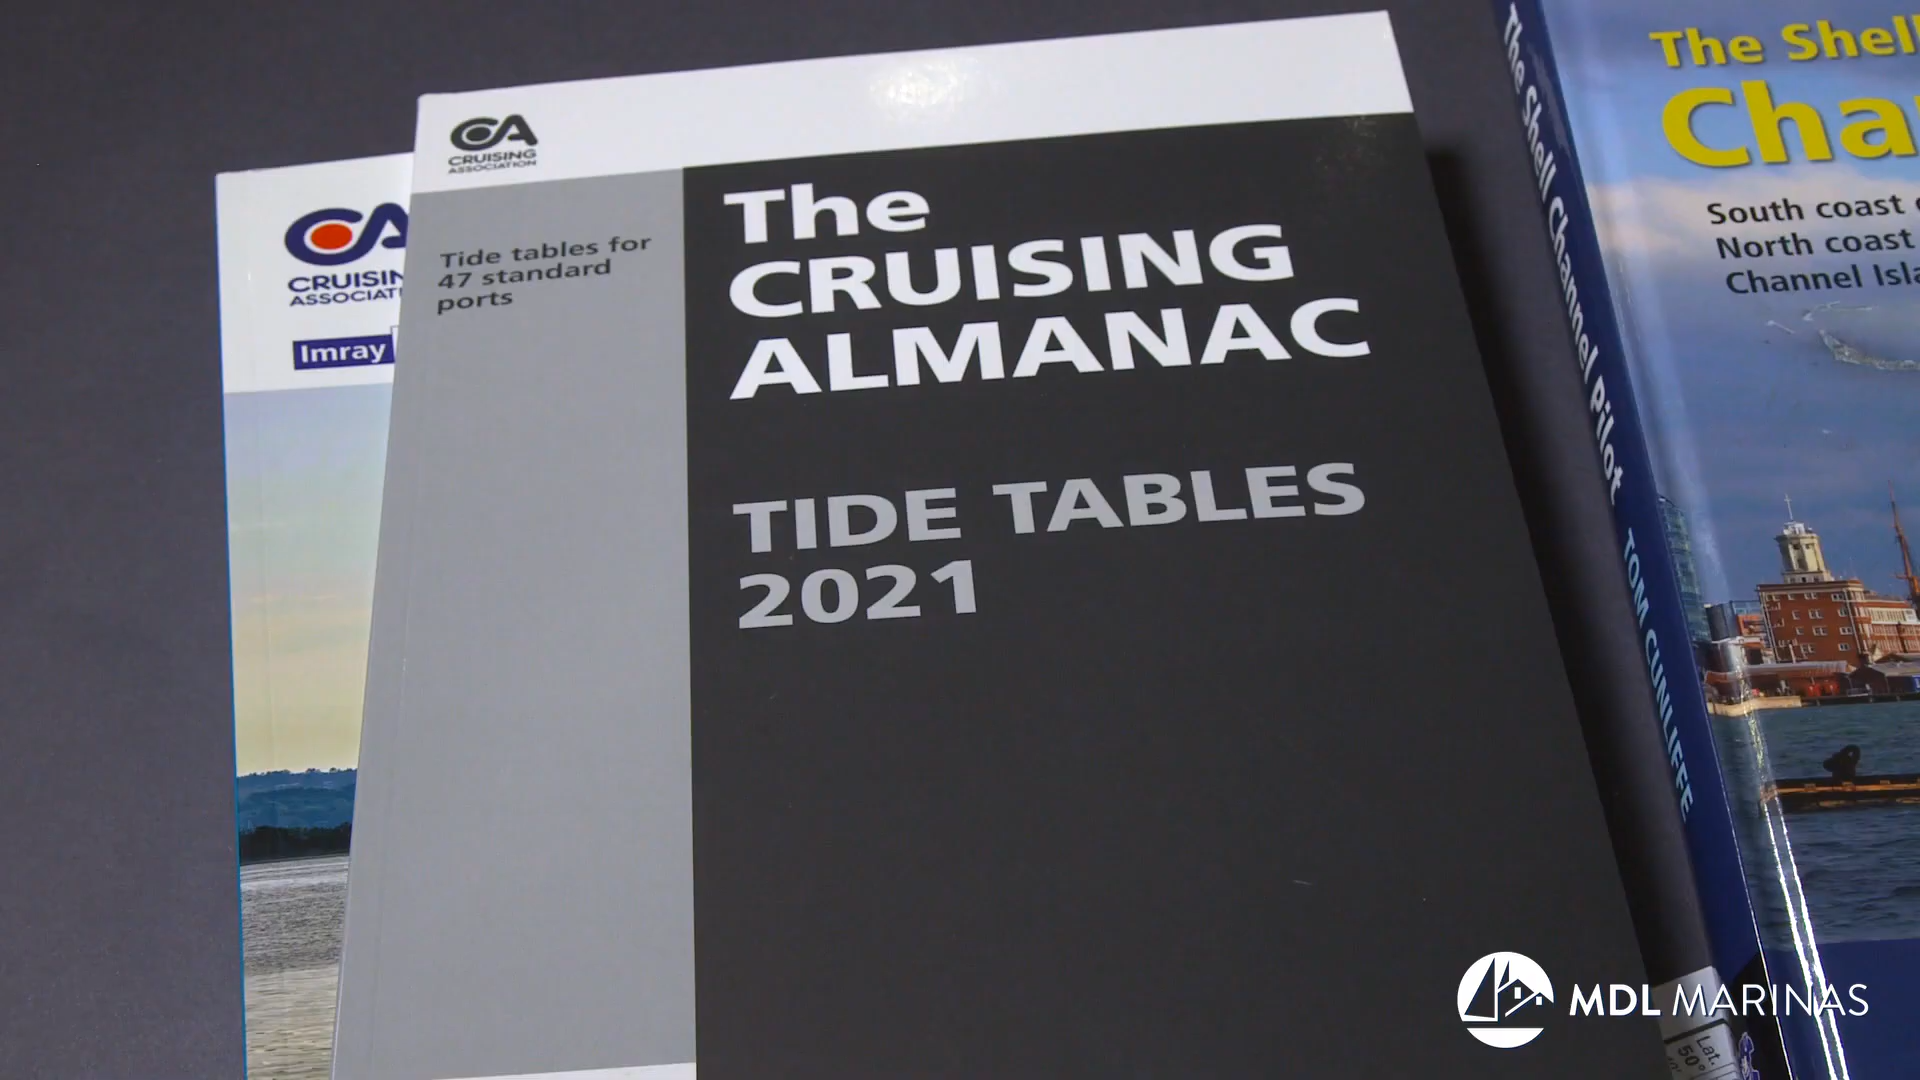 CA
CRUISING
ASSOCIATION
Tide tables for
47 standard
ports
The
CRUISING
ALMANAC
TIDE TABLES
2021
CA
CRUISIN
ASSOCIATI
Imray
The Shell Channel Pilot TOM CUNLIFFE
The Shell
Cha
South coast
North coast
Channel Isla
Lat.
50°
MDL MARINAS